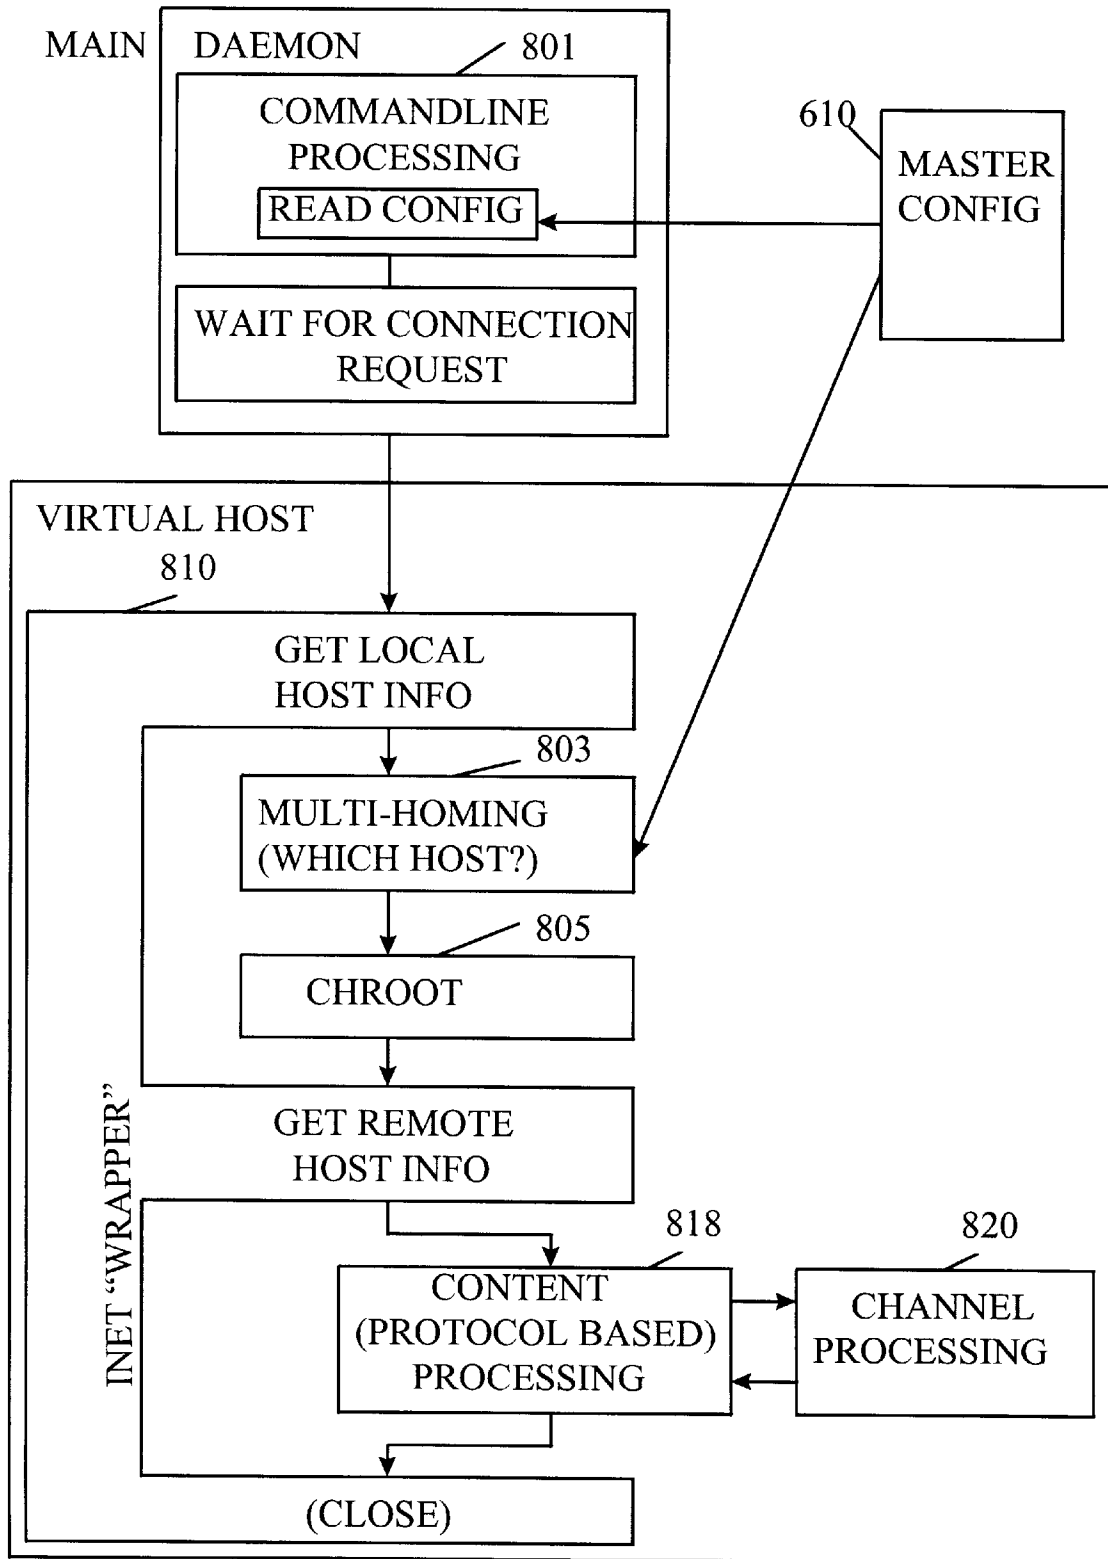 MAIN DAEMON
801
COMMANDLINE
PROCESSING
READ CONFIG
610
MASTER
CONFIG
WAIT FOR CONNECTION
REQUEST
VIRTUAL HOST
810
GET LOCAL
HOST INFO
803
MULTI-HOMING
(WHICH HOST?)
805
CHROOT
INET “WRAPPER”
GET REMOTE
HOST INFO
818
CONTENT
(PROTOCOL BASED)
PROCESSING
820
CHANNEL
PROCESSING
(CLOSE)